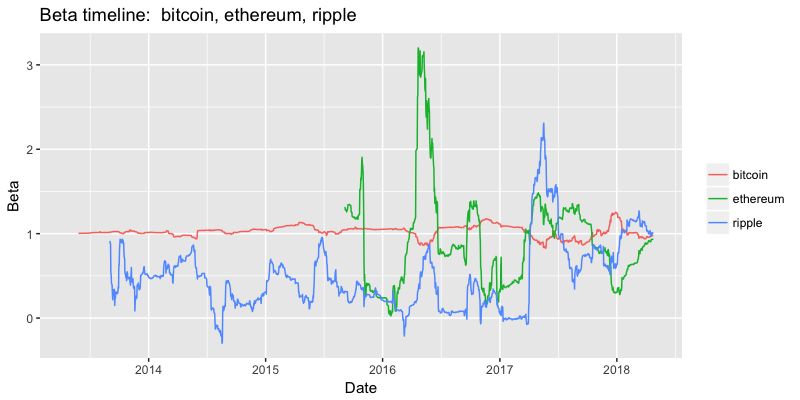 Beta timeline:  bitcoin, ethereum, ripple
3
2
1
0
Beta
2014 2015 2016 2017 2018
Date
bitcoin
ethereum
ripple